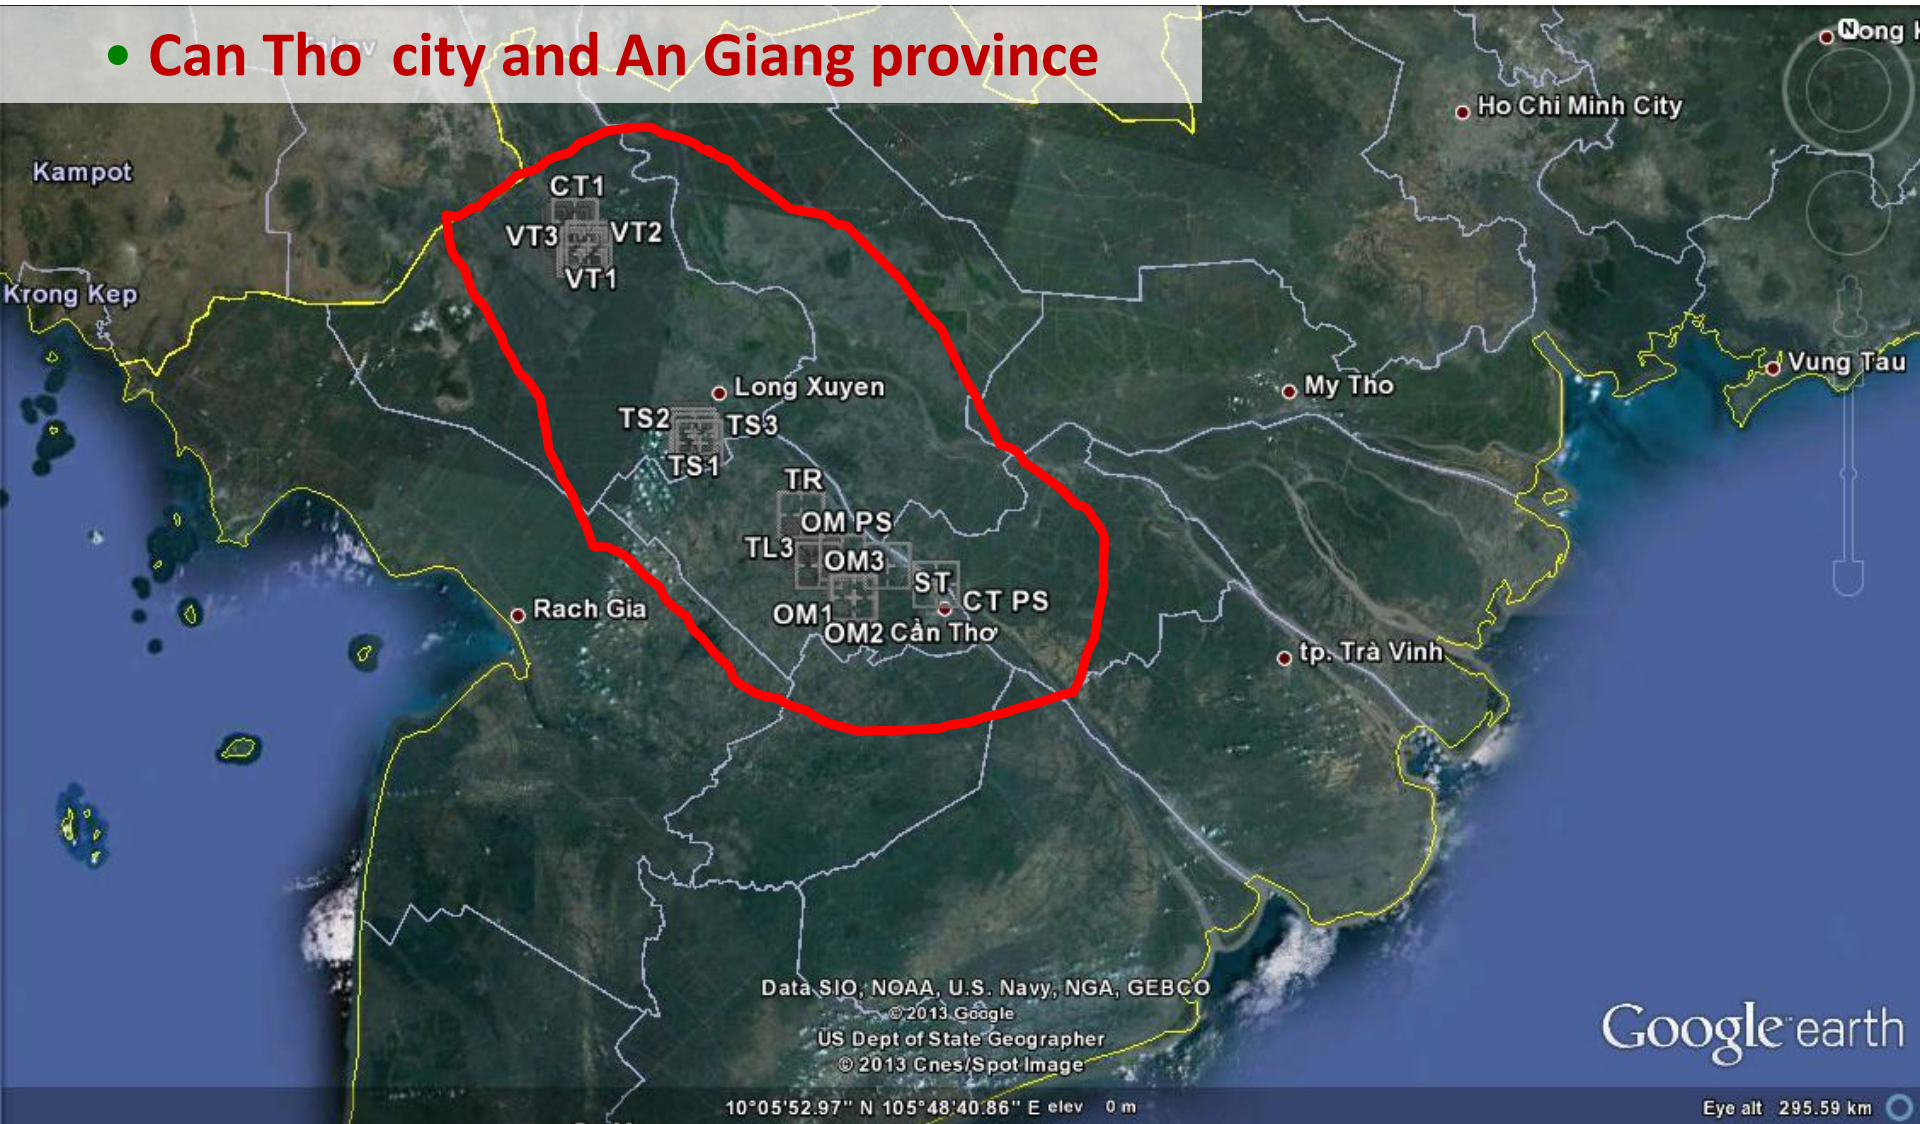 • Can Tho city and An Giang province
Ho Chi Minh City
Kampot
CT1
VT3
VT2
VT1
Krong Kep
Vung Tau
Long Xuyen
My Tho
TS2
TS3
TS1
TR
OM PS
TL3
OM3
ST
CT PS
Rach Gia
OM1
OM2
Cần Thơ
tp. Trà Vinh
Data SIO, NOAA, U.S. Navy, NGA, GEBCO
© 2013 Google
US Dept of State Geographer
© 2013 Cnes/Spot Image
Google earth
10°05'52.97" N 105°48'40.86" E elev 0 m
Eye alt 295.59 km
N